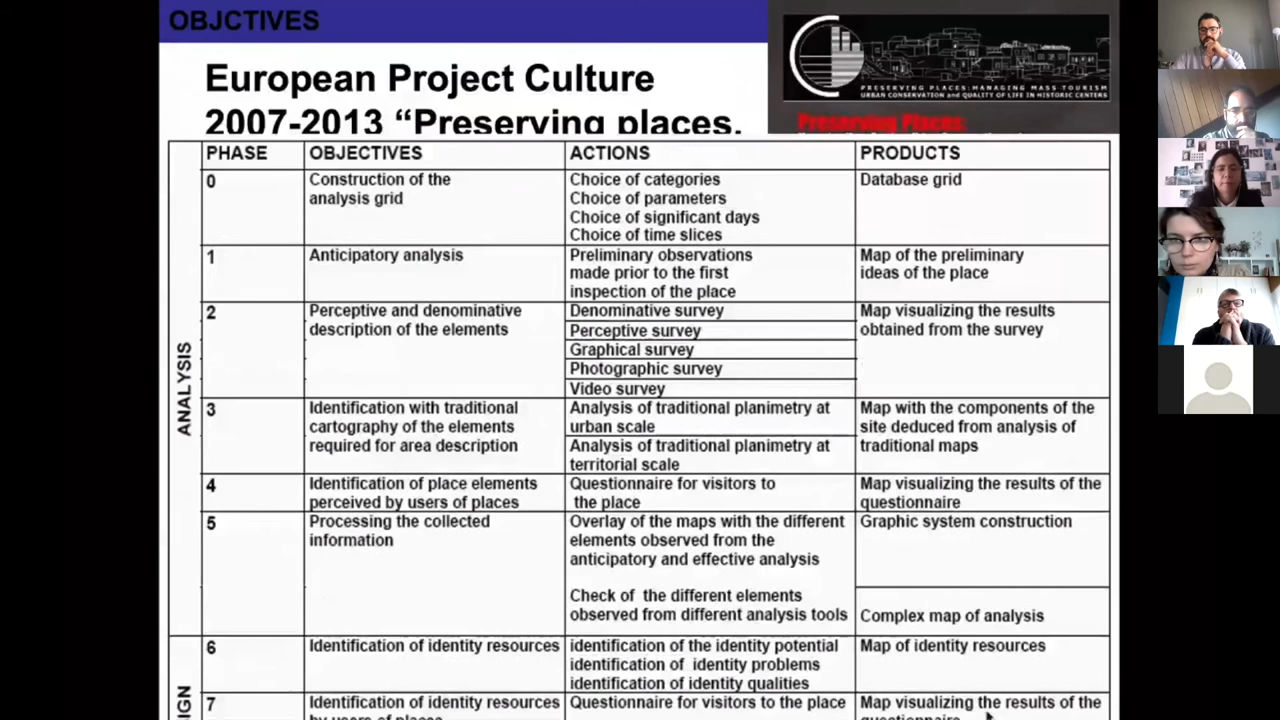 OBJCTIVES
European Project Culture
2007-2013 “Preserving places.
PRESERVING PLACES: MANAGING MASS TOURISM
URBAN CONSERVATION and QUALITY OF LIFE IN HISTORIC CENTERS
Preserving Places:
PHASE OBJECTIVES ACTIONS PRODUCTS
ANALYSIS
0 Construction of the analysis grid
Choice of categories
Choice of parameters
Choice of significant days
Choice of time slices
Database grid
1 Anticipatory analysis
Preliminary observations
made prior to the first
inspection of the place
Map of the preliminary
ideas of the place
2 Perceptive and denominative
description of the elements
Denominative survey
Perceptive survey
Graphical survey
Photographic survey
Video survey
Map visualizing the results
obtained from the survey
3 Identification with traditional
cartography of the elements
required for area description
Analysis of traditional planimetry at
urban scale
Analysis of traditional planimetry at
territorial scale
Map with the components of the
site deduced from analysis of
traditional maps
4 Identification of place elements
perceived by users of places
Questionnaire for visitors to
the place
Map visualizing the results of the
questionnaire
5 Processing the collected
information
Overlay of the maps with the different
elements observed from the
anticipatory and effective analysis
Check of the different elements
observed from different analysis tools
Graphic system construction
Complex map of analysis
IGN
6 Identification of identity resources
identification of the identity potential
identification of identity problems
identification of identity qualities
Map of identity resources
7 Identification of identity resources
by users of places
Questionnaire for visitors to the place
Map visualizing the results of the
questionnaire